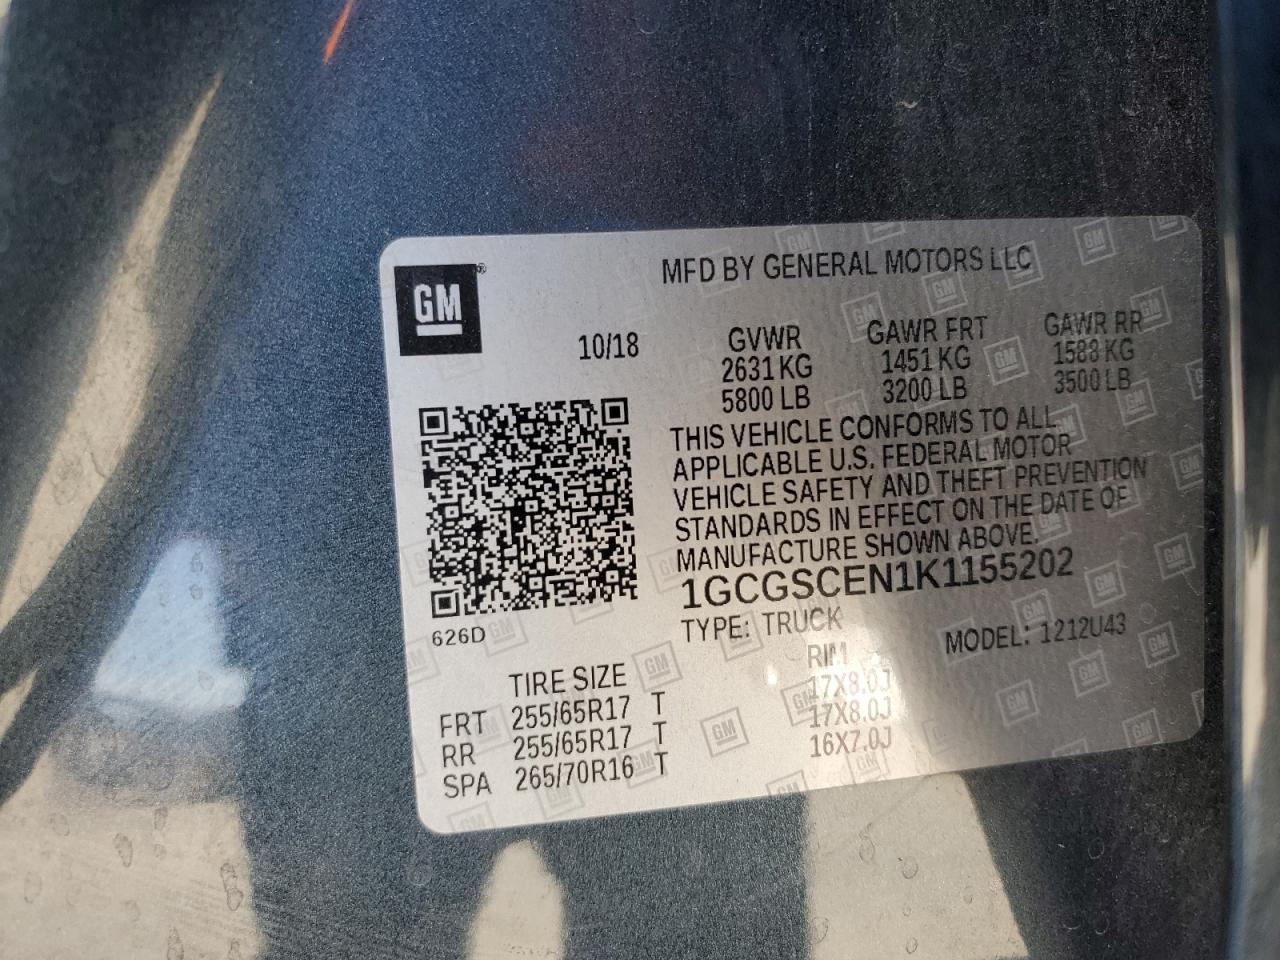 GM®
MFD BY GENERAL MOTORS LLC
10/18
GVWR GAWR FRT GAWR RR
2631 KG 1451 KG 1588 KG
5800 LB 3200 LB 3500 LB
THIS VEHICLE CONFORMS TO ALL
APPLICABLE U.S. FEDERAL MOTOR
VEHICLE SAFETY AND THEFT PREVENTION
STANDARDS IN EFFECT ON THE DATE OF
MANUFACTURE SHOWN ABOVE.
1GCGSCEN1K1155202
TYPE: TRUCK MODEL: 1212U43
626D
TIRE SIZE RIM
FRT 255/65R17 T 17X8.0J
RR 255/65R17 T 17X8.0J
SPA 265/70R16 T 16X7.0J